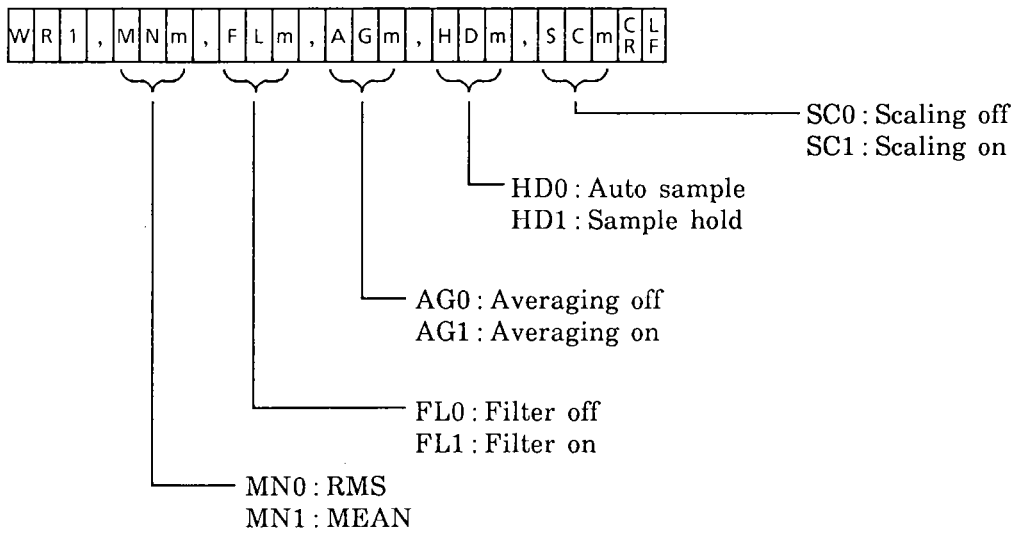 WR1,MNm,FLm,AGm,HDm,SCm CR LF
SC0 : Scaling off
SC1 : Scaling on
HD0 : Auto sample
HD1 : Sample hold
AG0 : Averaging off
AG1 : Averaging on
FL0 : Filter off
FL1 : Filter on
MN0 : RMS
MN1 : MEAN